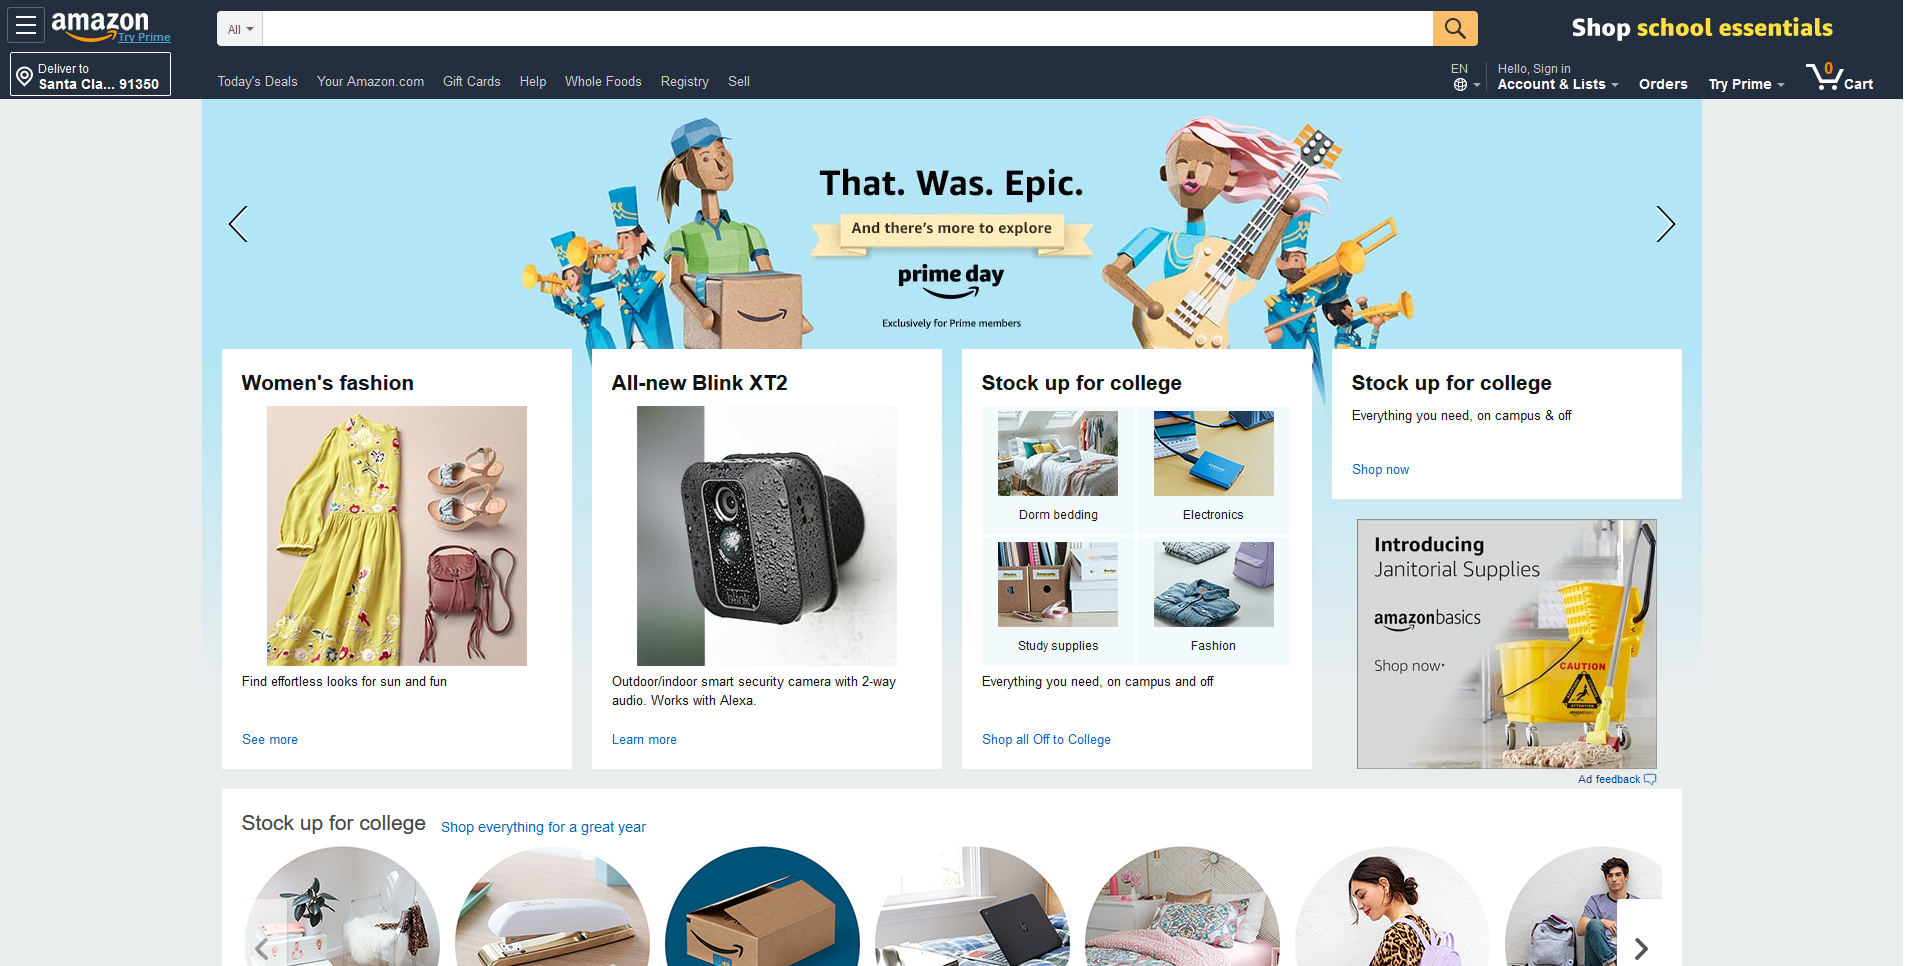 amazon
Try Prime
All
Shop school essentials
Deliver to
Santa Cla... 91350
Today's Deals
Your Amazon.com
Gift Cards
Help
Whole Foods
Registry
Sell
EN
Hello, Sign in
Account & Lists
Orders
Try Prime
0
Cart
That. Was. Epic.
And there's more to explore
prime day
Exclusively for Prime members
Women's fashion
Find effortless looks for sun and fun
See more
All-new Blink XT2
blink
Outdoor/indoor smart security camera with 2-way
audio. Works with Alexa.
Learn more
Stock up for college
Dorm bedding
Electronics
Study supplies
Fashion
Everything you need, on campus and off
Shop all Off to College
Stock up for college
Everything you need, on campus & off
Shop now
Introducing
Janitorial Supplies
amazonbasics
Shop now
CAUTION
Ad feedback
Stock up for college
Shop everything for a great year